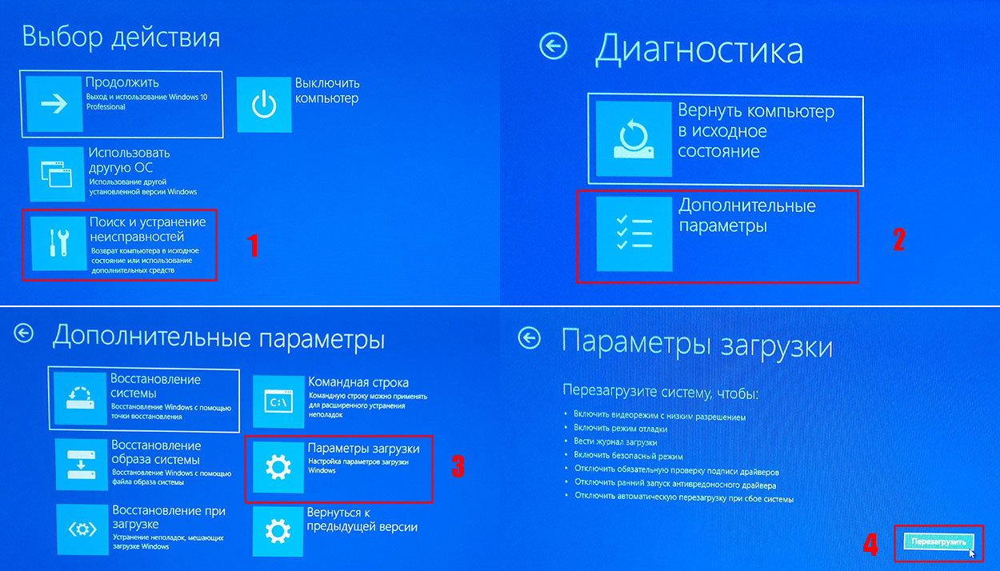 Выбор действия
Продолжить
Выход и использование Windows 10
Professional
Выключить
компьютер
Использовать
другую ОС
Использование другой
установленной версии Windows
Поиск и устранение
неисправностей
Возврат компьютера в исходное
состояние или использование
дополнительных средств
1
Диагностика
Вернуть компьютер
в исходное
состояние
Дополнительные
параметры
2
Дополнительные параметры
Восстановление
системы
Восстановление Windows с помощью
точки восстановления
Восстановление
образа системы
Восстановление Windows с помощью
файла образа системы
Восстановление при
загрузке
Устранение неполадок, мешающих
загрузке Windows
Командная строка
C:\
Командную строку можно применять
для расширенного устранения
неполадок
Параметры загрузки
Настройка параметров загрузки
Windows
3
Вернуться к
предыдущей версии
Параметры загрузки
Перезагрузите систему, чтобы:
• Включить видеорежим с низким разрешением
• Включить режим отладки
• Вести журнал загрузки
• Включить безопасный режим
• Отключить обязательную проверку подписи драйверов
• Отключить ранний запуск антивредоносного драйвера
• Отключить автоматическую перезагрузку при сбое системы
4
Перезагрузить